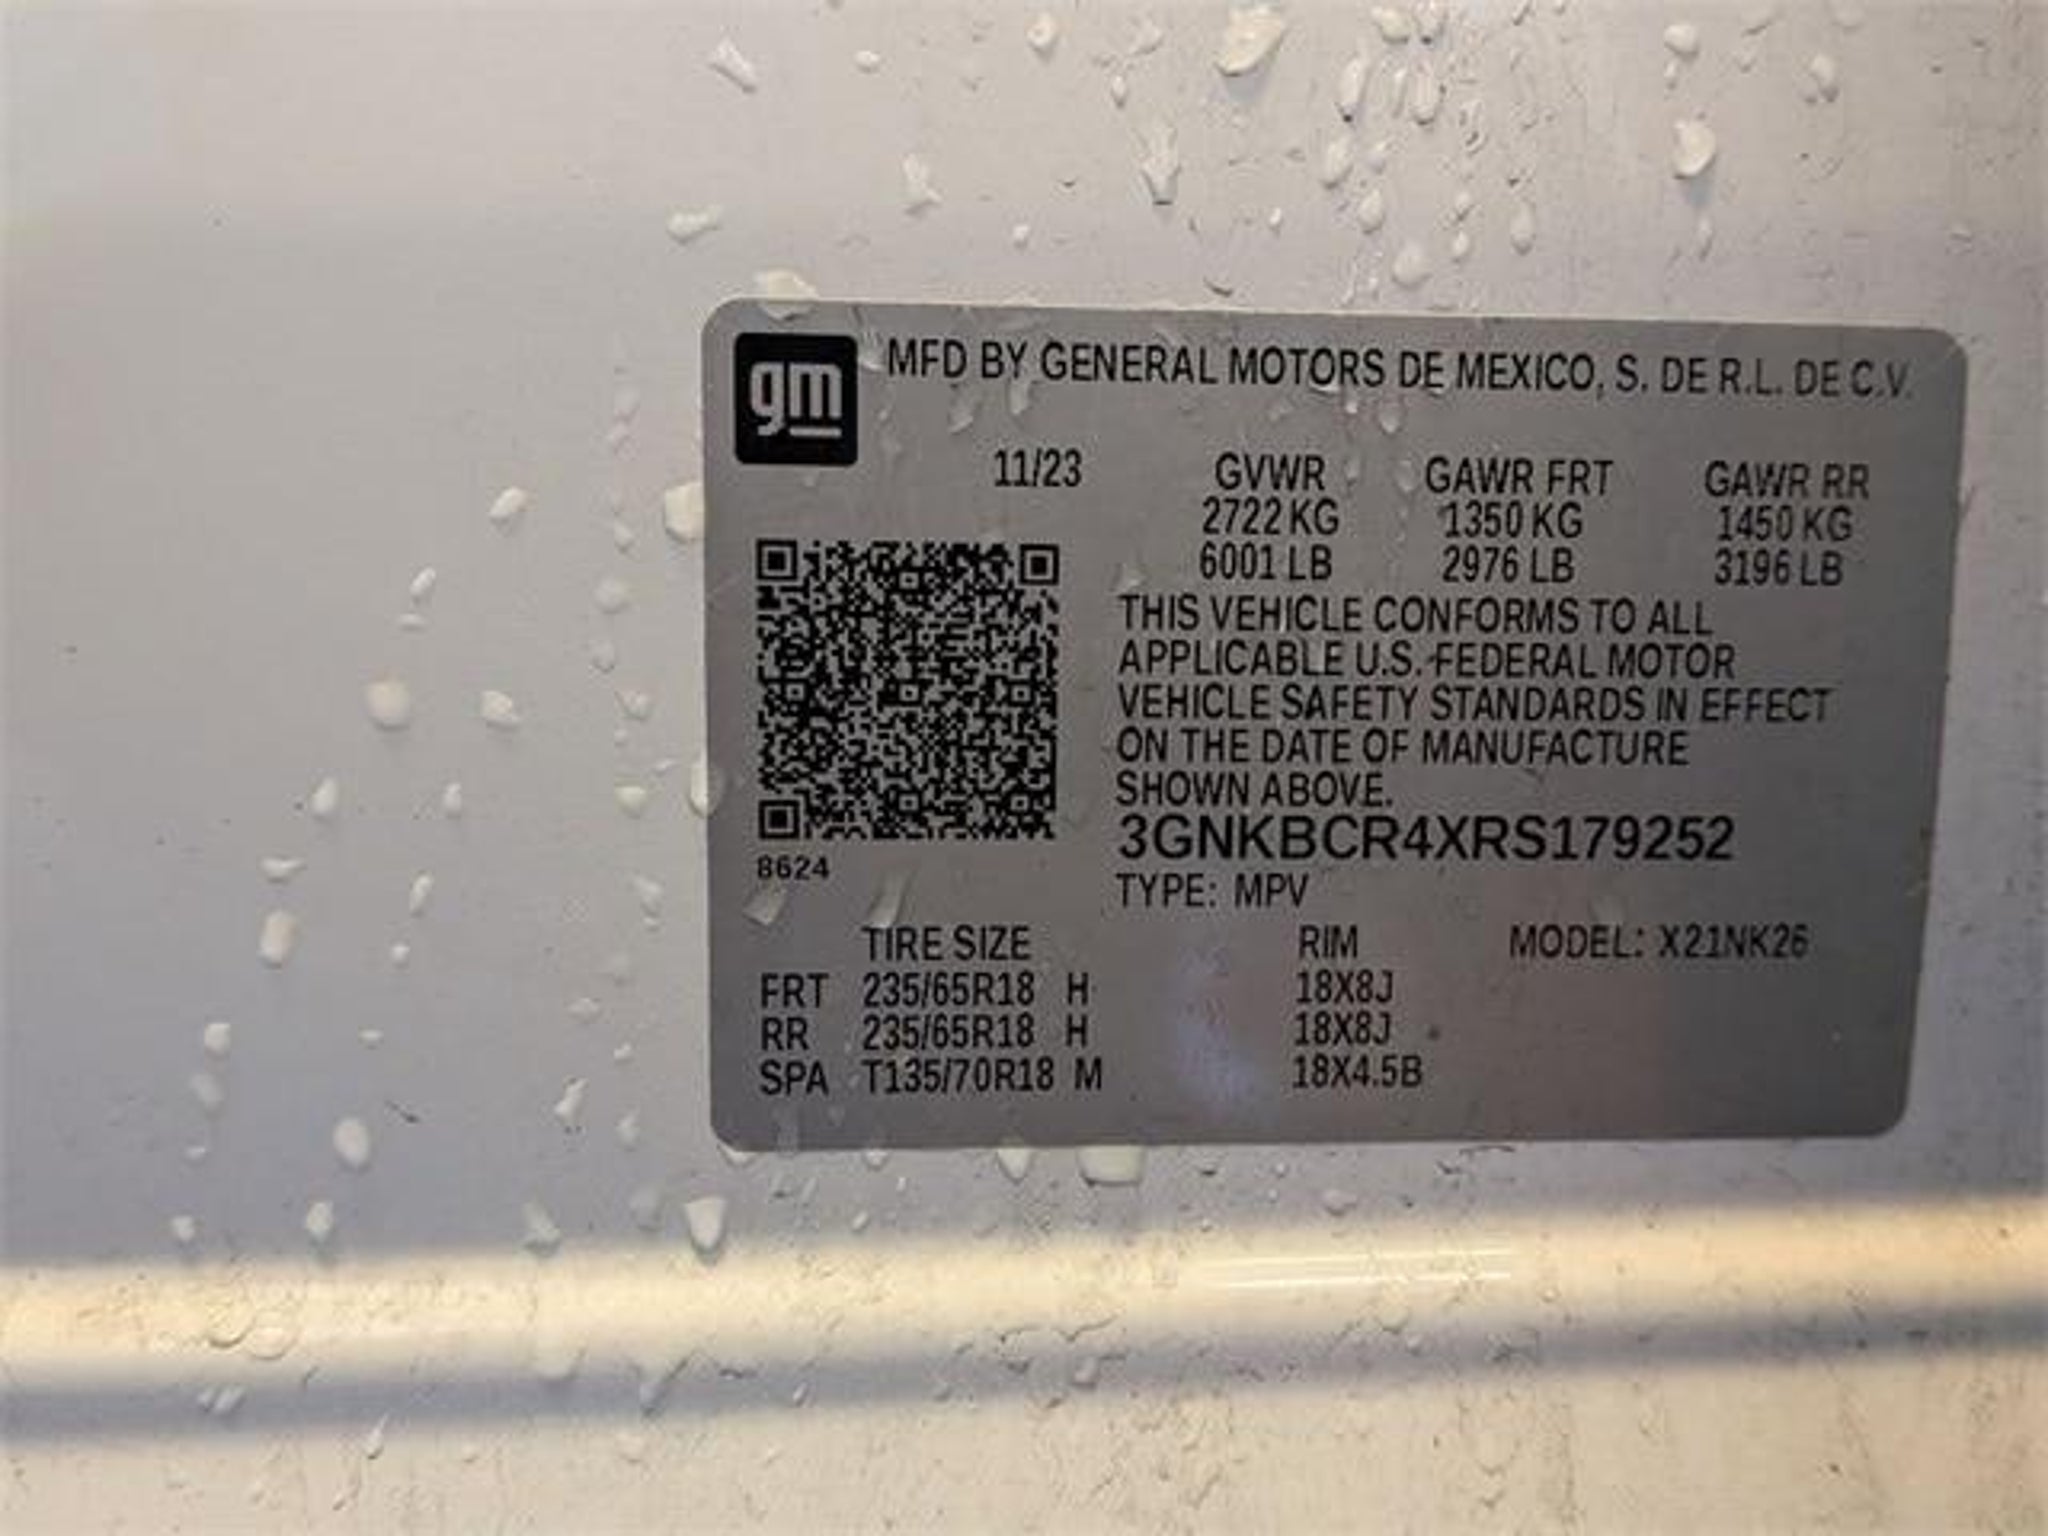 gm
MFD BY GENERAL MOTORS DE MEXICO, S. DE R.L. DE C.V.
11/23 GVWR GAWR FRT GAWR RR
2722 KG 1350 KG 1450 KG
6001 LB 2976 LB 3196 LB
THIS VEHICLE CONFORMS TO ALL
APPLICABLE U.S. FEDERAL MOTOR
VEHICLE SAFETY STANDARDS IN EFFECT
ON THE DATE OF MANUFACTURE
SHOWN ABOVE.
3GNKBCR4XRS179252
8624
TYPE: MPV
TIRE SIZE RIM MODEL: X21NK26
FRT 235/65R18 H 18X8J
RR 235/65R18 H 18X8J
SPA T135/70R18 M 18X4.5B